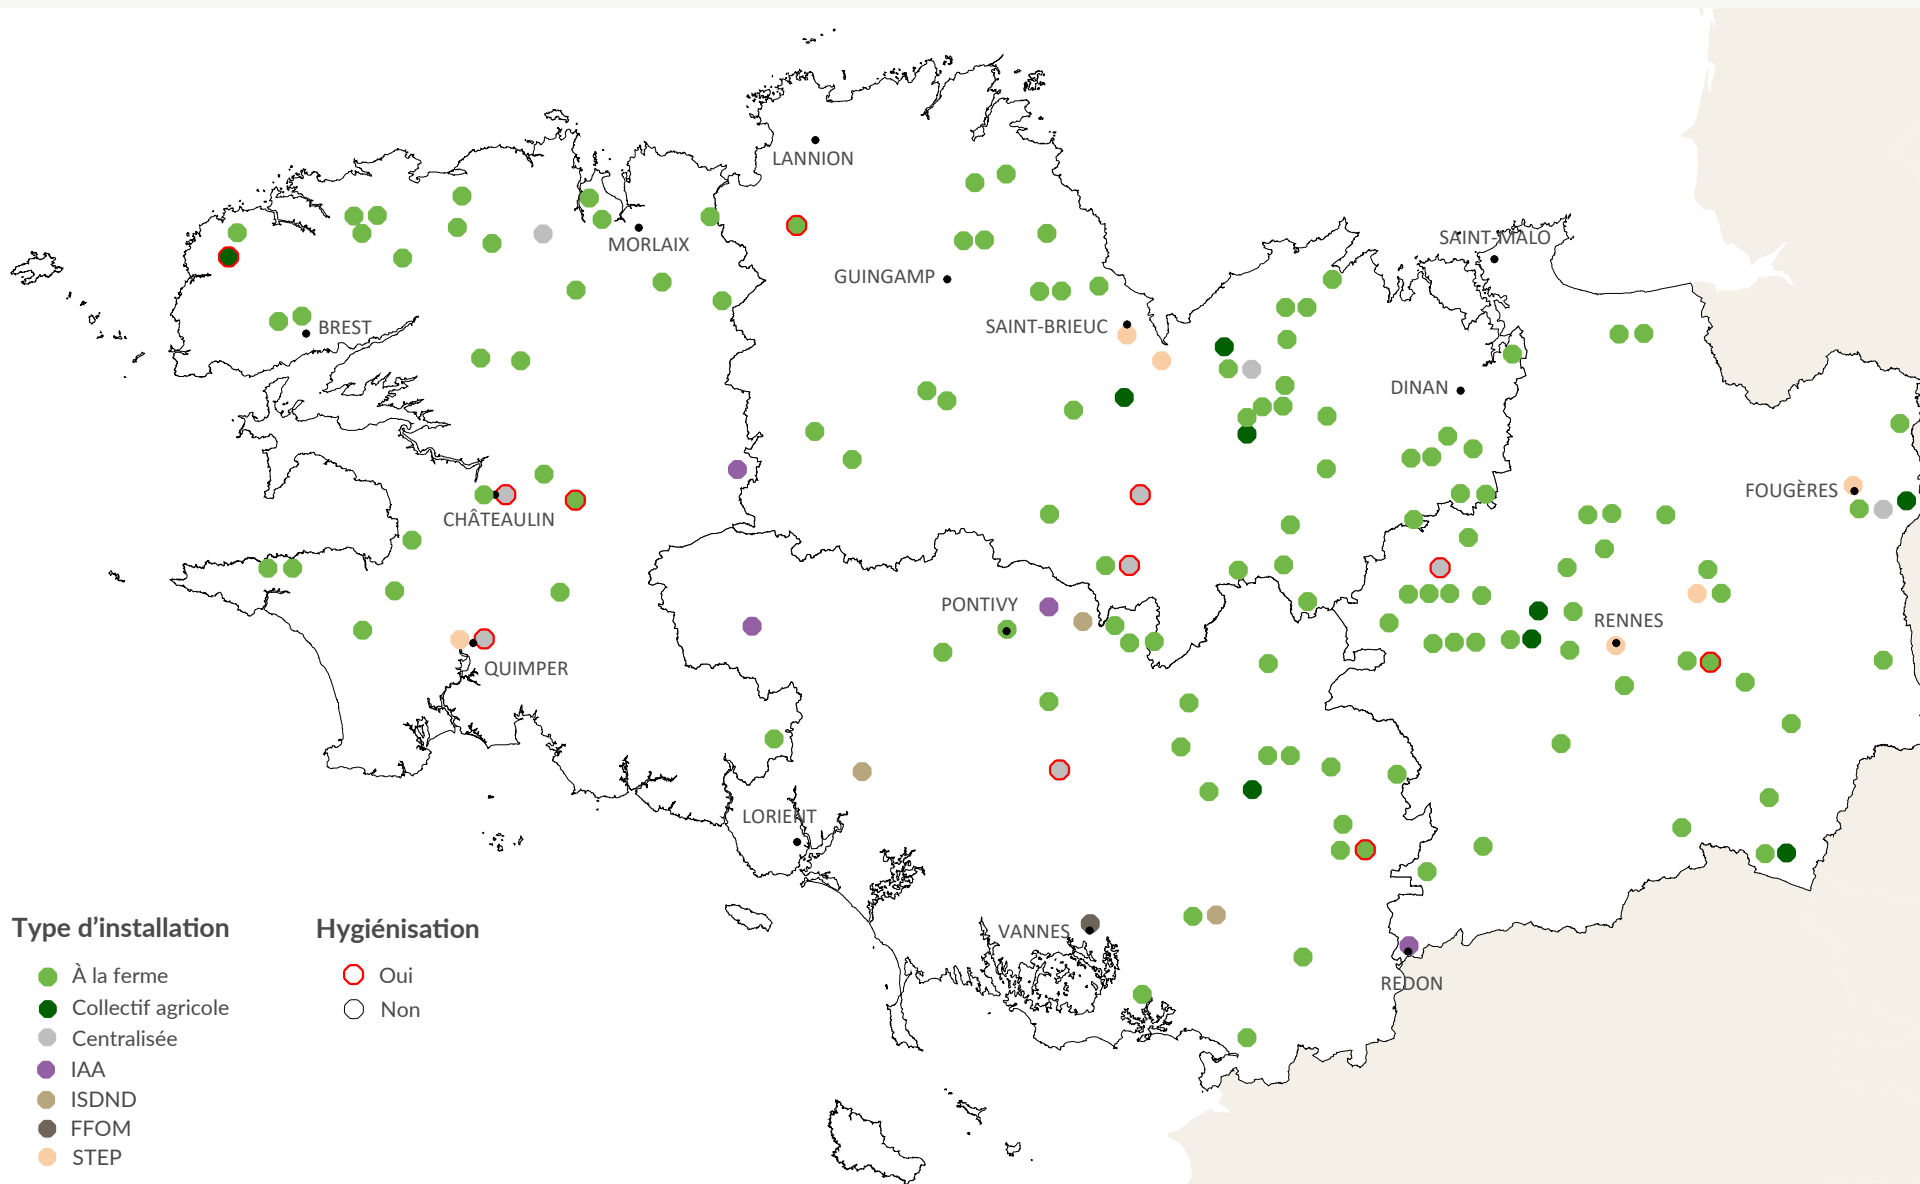 LANNION
SAINT-MALO
MORLAIX
GUINGAMP
BREST
SAINT-BRIEUC
DINAN
FOUGÈRES
CHÂTEAULIN
PONTIVY
RENNES
QUIMPER
LORIENT
VANNES
REDON
Type d’installation
À la ferme
Collectif agricole
Centralisée
IAA
ISDND
FFOM
STEP
Hygiénisation
Oui
Non